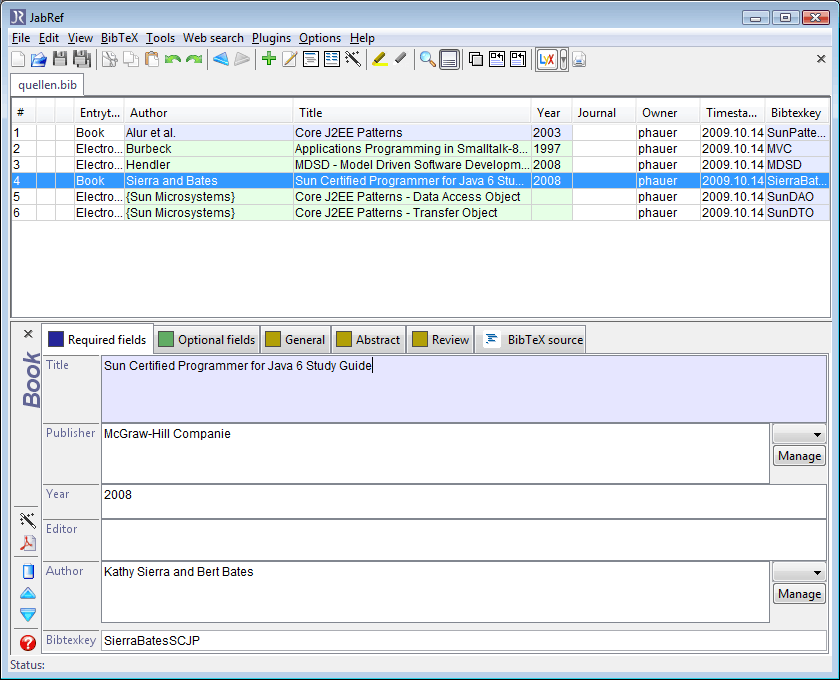 JabRef
File Edit View BibTeX Tools Web search Plugins Options Help
quellen.bib
# Entryt... Author Title Year Journal Owner Timesta... Bibtexkey
1 Book Alur et al. Core J2EE Patterns 2003 phauer 2009.10.14 SunPatte...
2 Electro... Burbeck Applications Programming in Smalltalk-8... 1997 phauer 2009.10.14 MVC
3 Electro... Hendler MDSD - Model Driven Software Developm... 2008 phauer 2009.10.14 MDSD
4 Book Sierra and Bates Sun Certified Programmer for Java 6 Stu... 2008 phauer 2009.10.14 SierraBat...
5 Electro... {Sun Microsystems} Core J2EE Patterns - Data Access Object phauer 2009.10.14 SunDAO
6 Electro... {Sun Microsystems} Core J2EE Patterns - Transfer Object phauer 2009.10.14 SunDTO
Required fields Optional fields General Abstract Review BibTeX source
Book
Title Sun Certified Programmer for Java 6 Study Guide
Publisher McGraw-Hill Companie
Manage
Year 2008
Editor
Author Kathy Sierra and Bert Bates
Manage
Bibtexkey SierraBatesSCJP
Status: